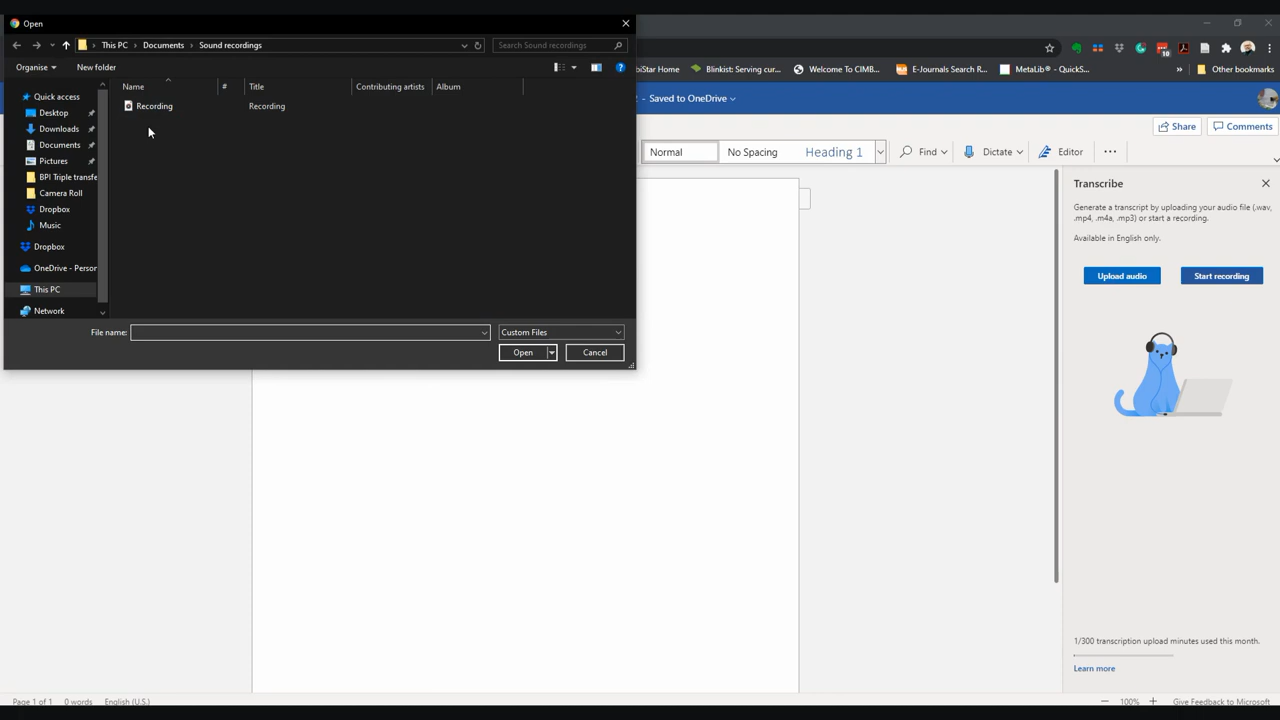 Open
This PC Documents Sound recordings
Search Sound recordings
Organise New folder
Name # Title Contributing artists Album
Quick access
Desktop
Downloads
Documents
Pictures
BPI Triple transfe
Camera Roll
Dropbox
Music
Dropbox
OneDrive - Person
This PC
Network
Recording Recording
File name: Custom Files
Open Cancel
10
Blinkist: Serving cur... Welcome To CIMB... E-Journals Search R... MetaLib® - QuickS... » Other bookmarks
- Saved to OneDrive
Share Comments
Normal No Spacing Heading 1 Find Dictate Editor ...
Transcribe
Generate a transcript by uploading your audio file (.wav,
.mp4, .m4a, .mp3) or start a recording.
Available in English only.
Upload audio Start recording
1/300 transcription upload minutes used this month.
Learn more
Page 1 of 1 0 words English (U.S.) 100% Give Feedback to Microsoft